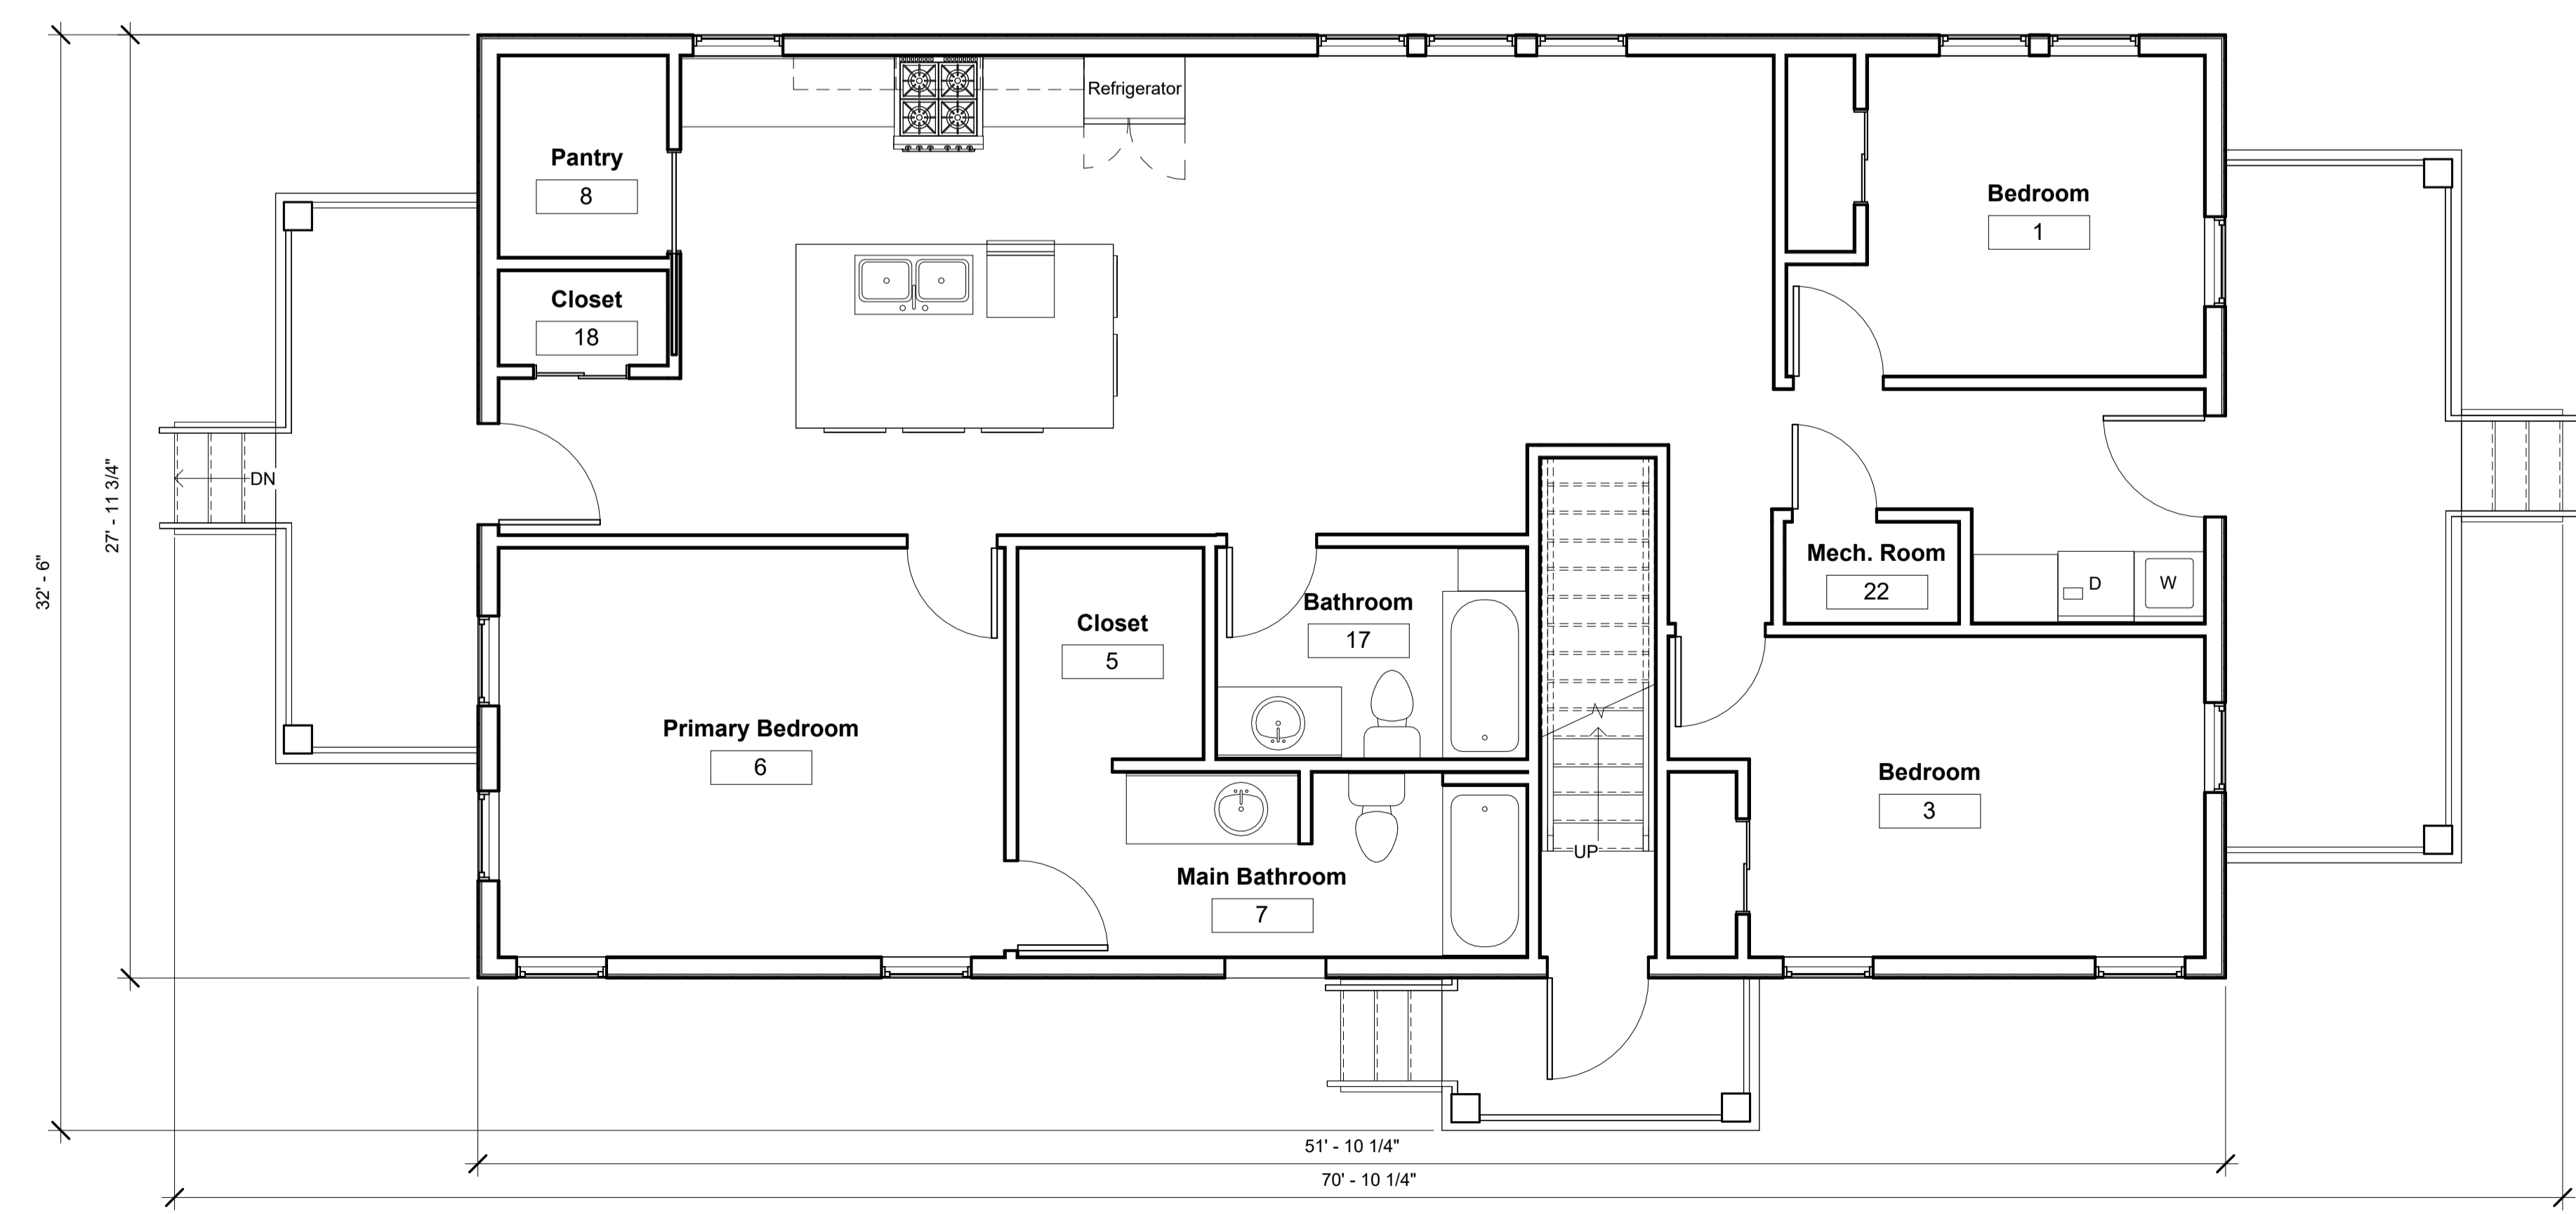 Refrigerator
Pantry
8
Bedroom
1
Closet
18
DN
27' - 11 3/4"
32' - 6"
Mech. Room
22
D
W
Bathroom
17
Closet
5
Primary Bedroom
6
Bedroom
3
UP
Main Bathroom
7
51' - 10 1/4"
70' - 10 1/4"